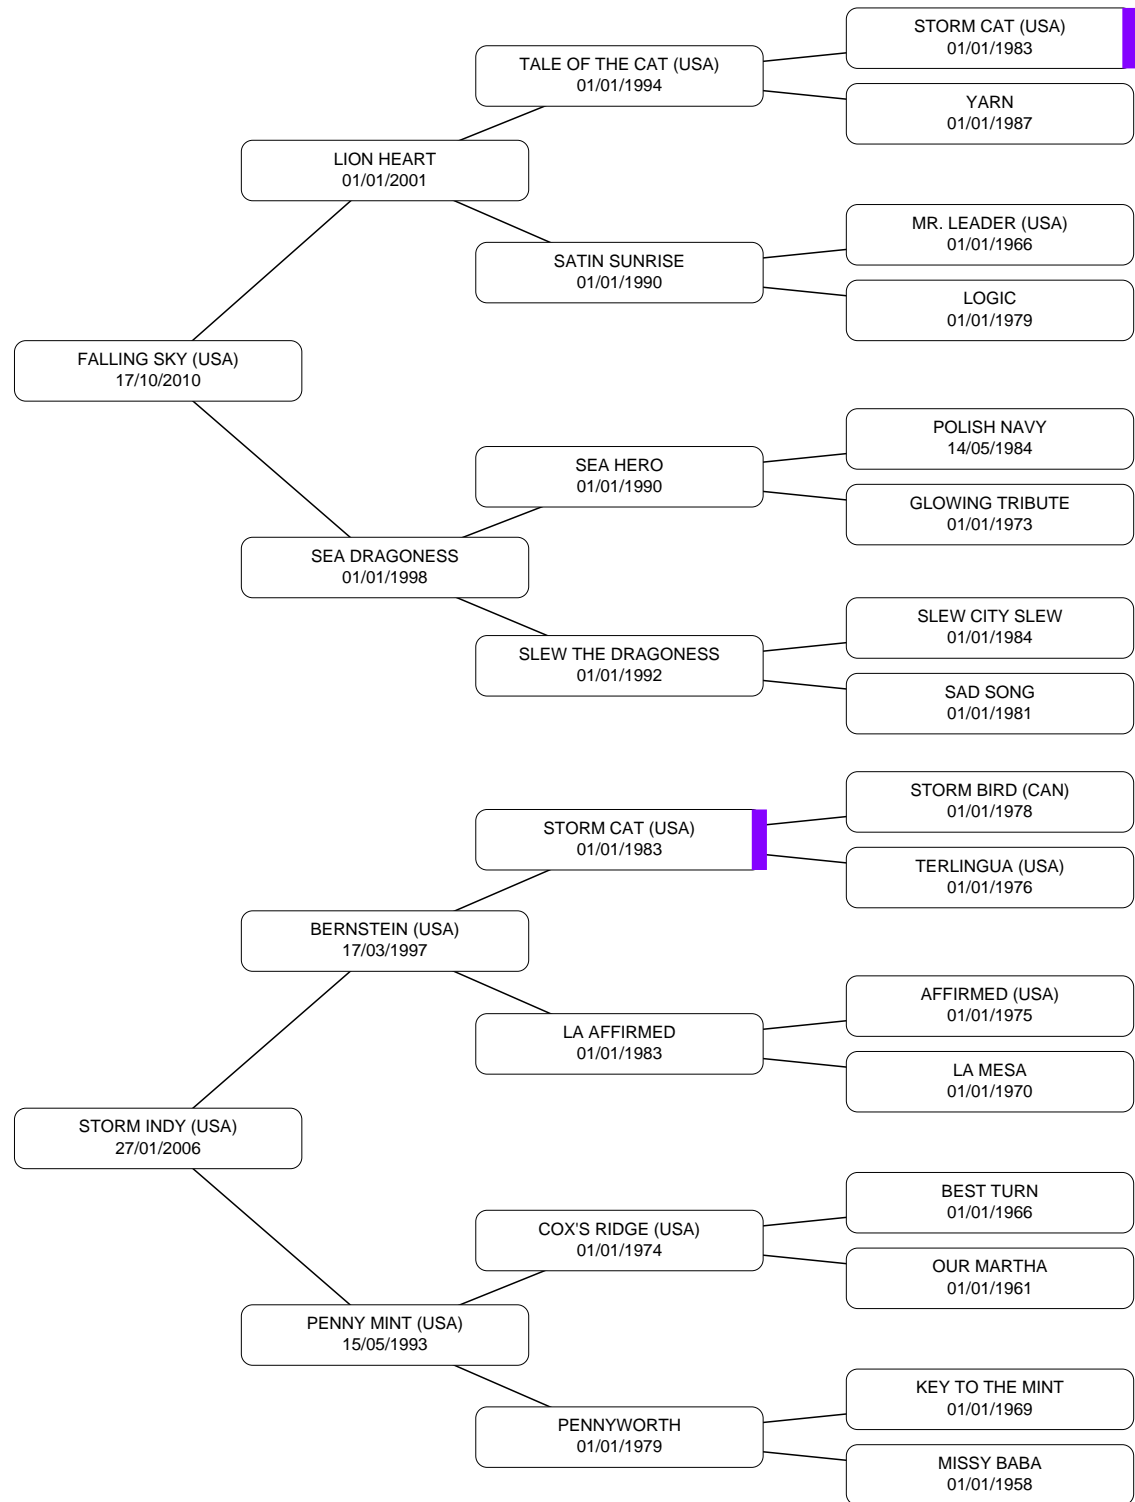 STORM CAT (USA)
01/01/1983
TALE OF THE CAT (USA)
01/01/1994
YARN
01/01/1987
LION HEART
01/01/2001
MR. LEADER (USA)
01/01/1966
SATIN SUNRISE
01/01/1990
LOGIC
01/01/1979
FALLING SKY (USA)
17/10/2010
POLISH NAVY
14/05/1984
SEA HERO
01/01/1990
GLOWING TRIBUTE
01/01/1973
SEA DRAGONESS
01/01/1998
SLEW CITY SLEW
01/01/1984
SLEW THE DRAGONESS
01/01/1992
SAD SONG
01/01/1981
STORM BIRD (CAN)
01/01/1978
STORM CAT (USA)
01/01/1983
TERLINGUA (USA)
01/01/1976
BERNSTEIN (USA)
17/03/1997
AFFIRMED (USA)
01/01/1975
LA AFFIRMED
01/01/1983
LA MESA
01/01/1970
STORM INDY (USA)
27/01/2006
BEST TURN
01/01/1966
COX'S RIDGE (USA)
01/01/1974
OUR MARTHA
01/01/1961
PENNY MINT (USA)
15/05/1993
KEY TO THE MINT
01/01/1969
PENNYWORTH
01/01/1979
MISSY BABA
01/01/1958